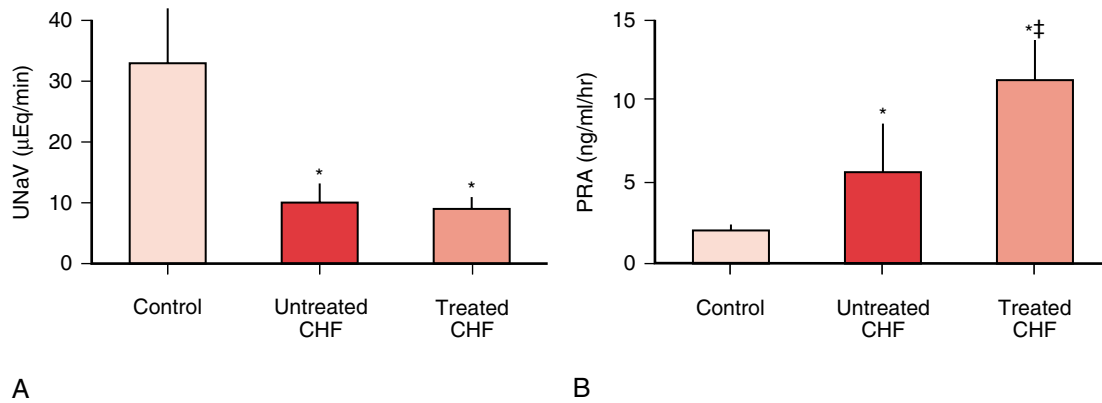 40
30
20
10
0
UNaV (µEq/min)
*
*
Control
Untreated
CHF
Treated
CHF
A
15
10
5
0
PRA (ng/ml/hr)
*
*‡
Control
Untreated
CHF
Treated
CHF
B